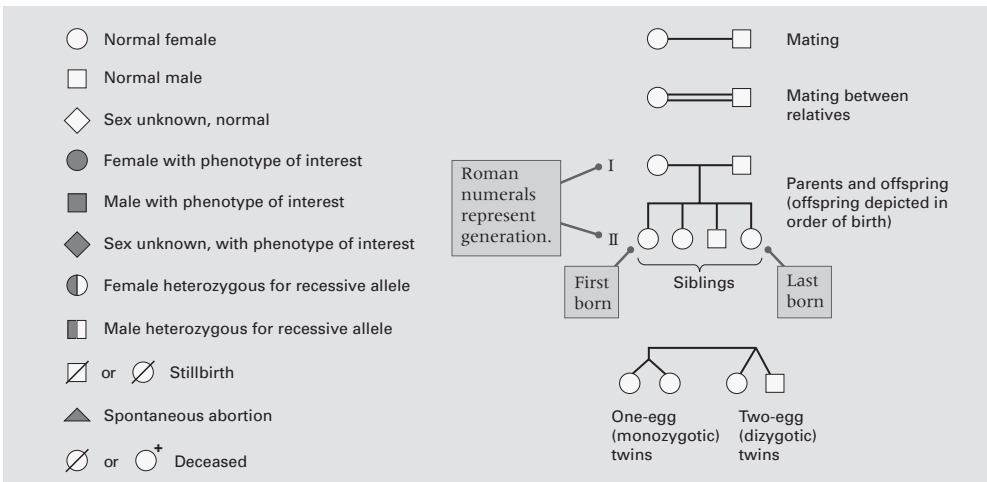 Normal female
Normal male
Sex unknown, normal
Female with phenotype of interest
Male with phenotype of interest
Sex unknown, with phenotype of interest
Female heterozygous for recessive allele
Male heterozygous for recessive allele
or Stillbirth
Spontaneous abortion
or + Deceased
Mating
Mating between
relatives
Roman
numerals
represent
generation.
I
II
Parents and offspring
(offspring depicted in
order of birth)
First
born
Siblings
Last
born
One-egg
(monozygotic)
twins
Two-egg
(dizygotic)
twins